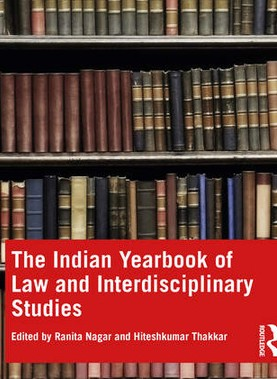 The Indian Yearbook of
Law and Interdisciplinary
Studies
Edited by Ranita Nagar and Hiteshkumar Thakkar
ROUTLEDGE